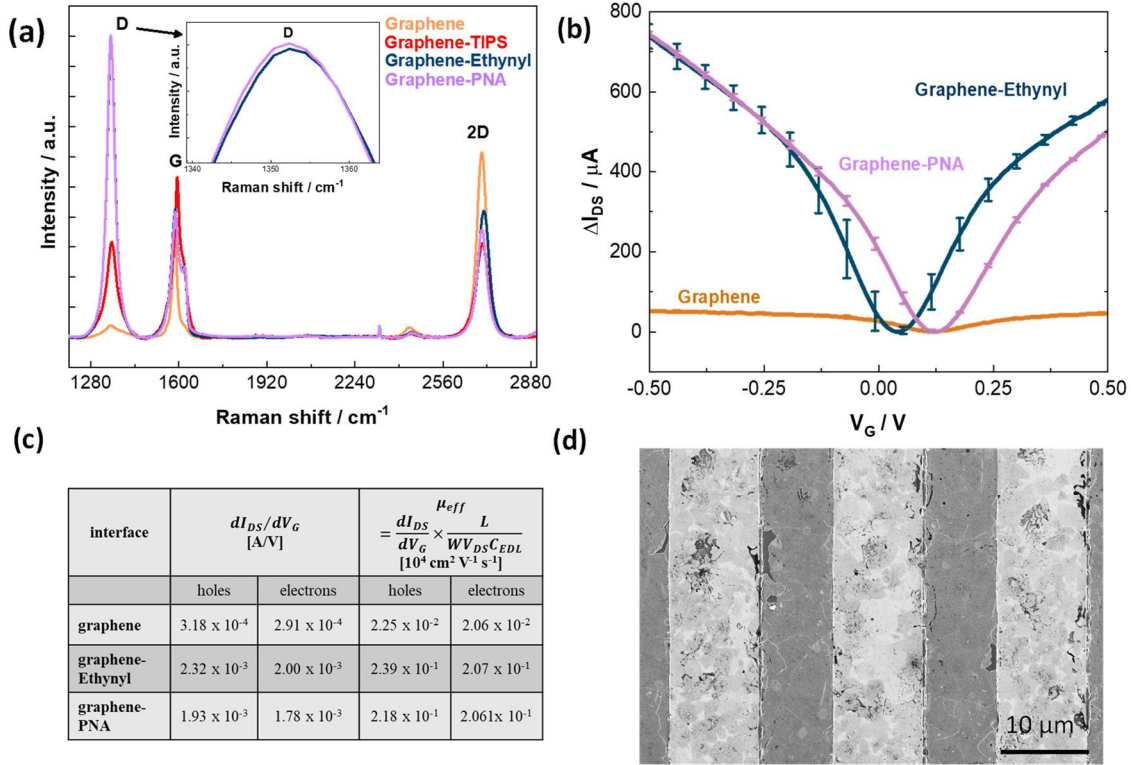 (a)
D
D
Graphene
Graphene-TIPS
Graphene-Ethynyl
Graphene-PNA
Intensity / a.u.
G
1340 1350 1360
Raman shift / cm-1
2D
Intensity / a.u.
1280 1600 1920 2240 2560 2880
Raman shift / cm-1
(b)
800
600
400
200
0
ΔIDS / μA
Graphene-Ethynyl
Graphene-PNA
Graphene
-0.50 -0.25 0.00 0.25 0.50
VG / V
(c)
interface
dIDS/dVG
[A/V]
μeff
= dIDS/dVG × L/WVDSCEDL
[10⁴ cm² V⁻¹ s⁻¹]
holes electrons holes electrons
graphene 3.18 x 10⁻⁴ 2.91 x 10⁻⁴ 2.25 x 10⁻² 2.06 x 10⁻²
graphene-
Ethynyl 2.32 x 10⁻³ 2.00 x 10⁻³ 2.39 x 10⁻¹ 2.07 x 10⁻¹
graphene-
PNA 1.93 x 10⁻³ 1.78 x 10⁻³ 2.18 x 10⁻¹ 2.061x 10⁻¹
(d)
10 μm